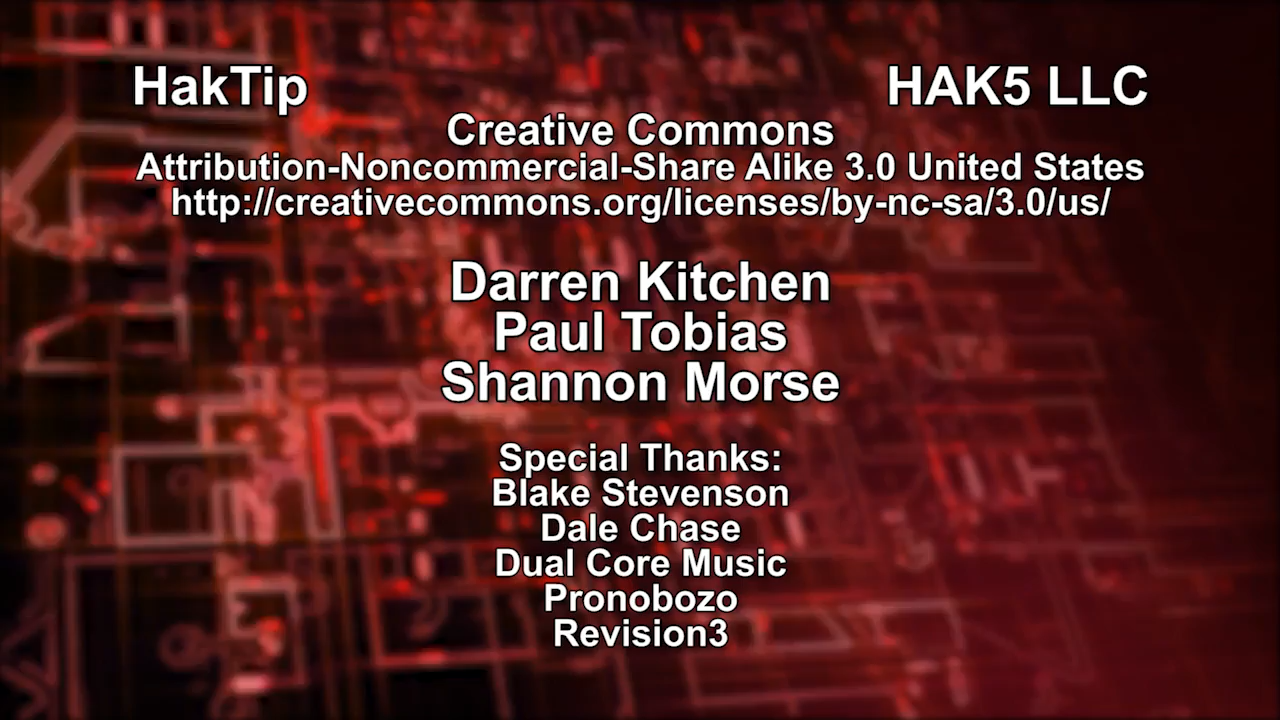 HakTip HAK5 LLC
Creative Commons
Attribution-Noncommercial-Share Alike 3.0 United States
http://creativecommons.org/licenses/by-nc-sa/3.0/us/
Darren Kitchen
Paul Tobias
Shannon Morse
Special Thanks:
Blake Stevenson
Dale Chase
Dual Core Music
Pronobozo
Revision3